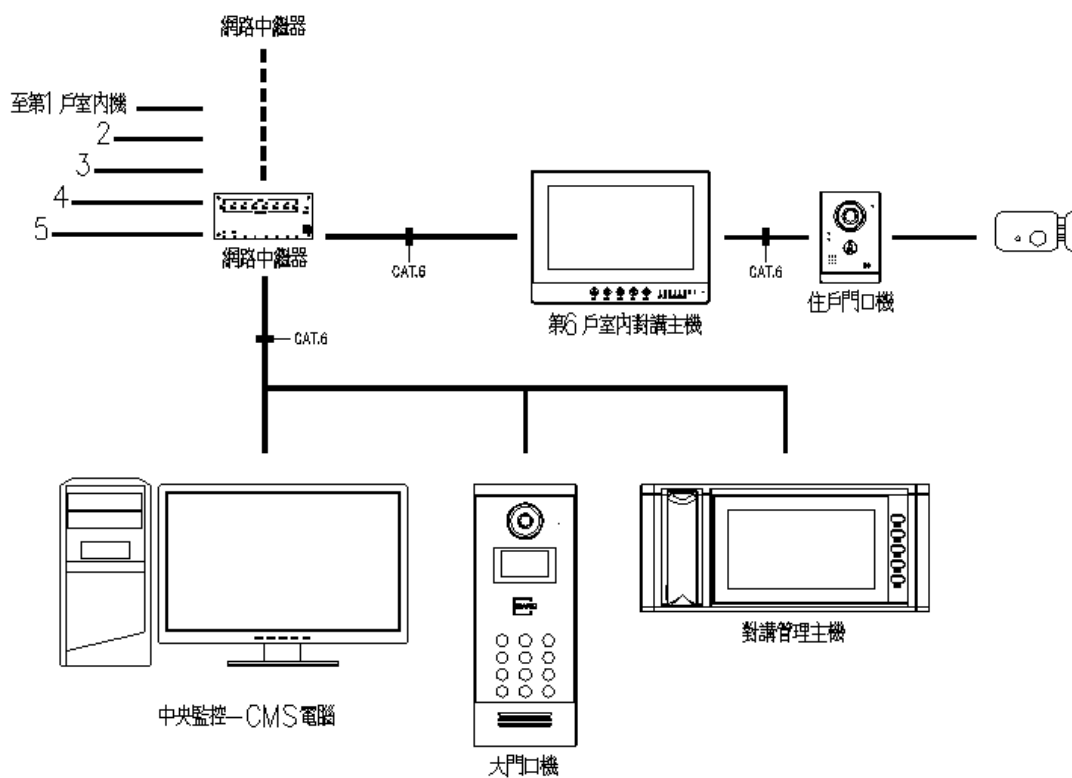 網路中繼器
至第1戶室內機
2
3
4
5
網路中繼器
CAT.6
CAT.6
第6戶室內對講主機
住戶門口機
CAT.6
中央監控-CMS電腦
大門口機
對講管理主機